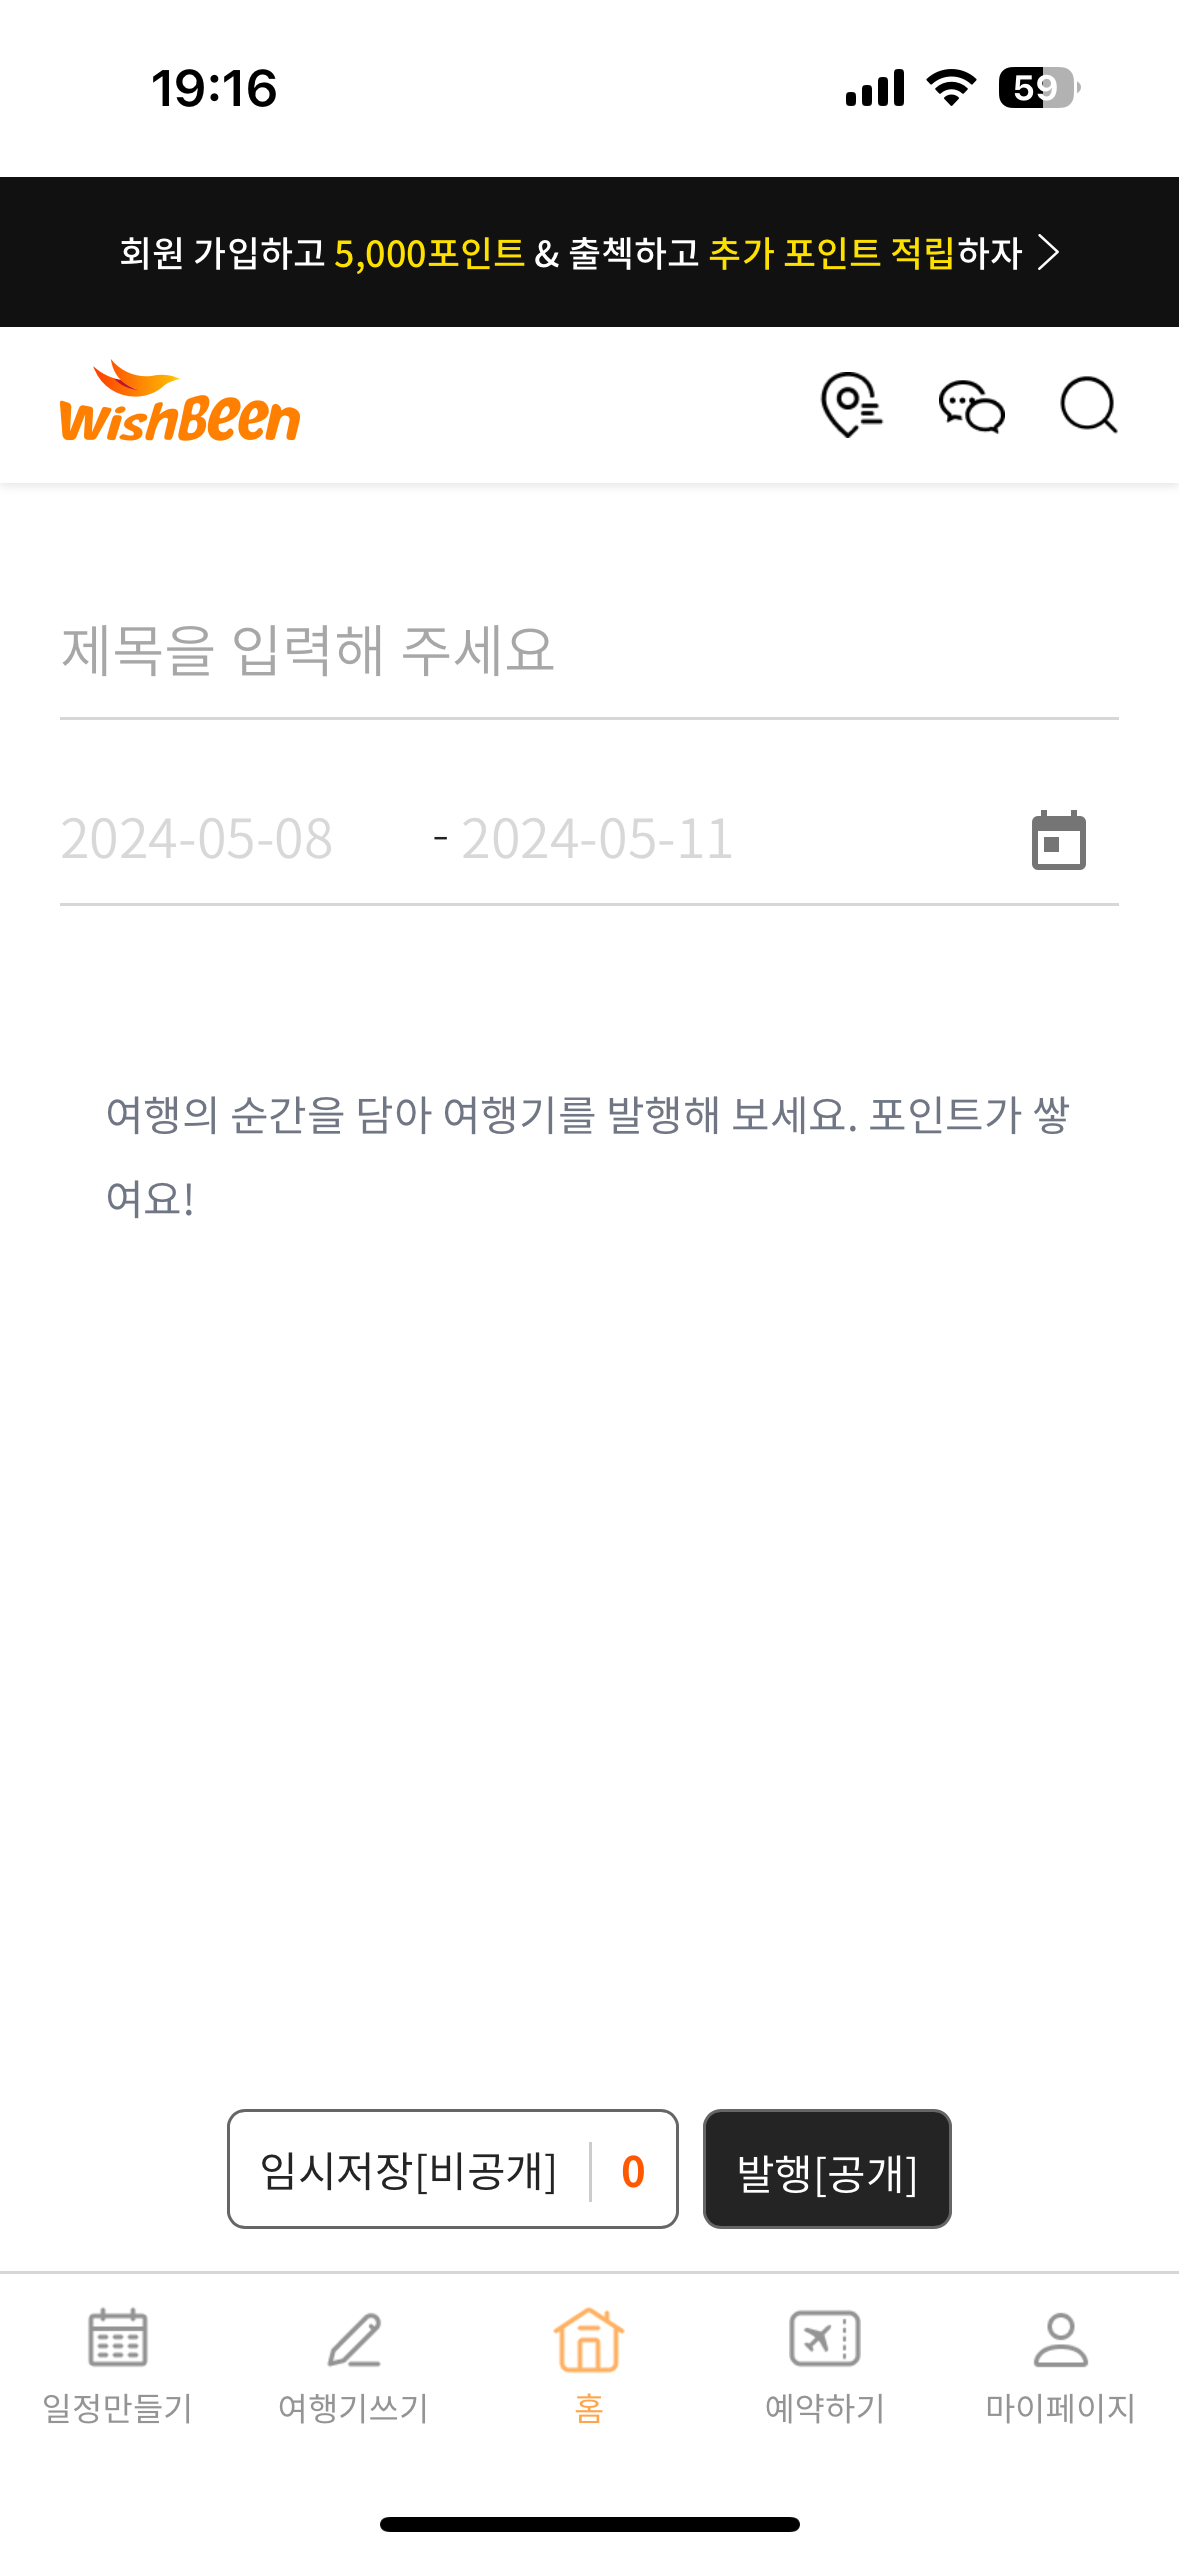 19:16
59
회원 가입하고 5,000포인트 & 출첵하고 추가 포인트 적립하자
WishBeen
제목을 입력해 주세요
2024-05-08 - 2024-05-11
여행의 순간을 담아 여행기를 발행해 보세요. 포인트가 쌓
여요!
임시저장[비공개] 0 발행[공개]
일정만들기 여행기쓰기 홈 예약하기 마이페이지